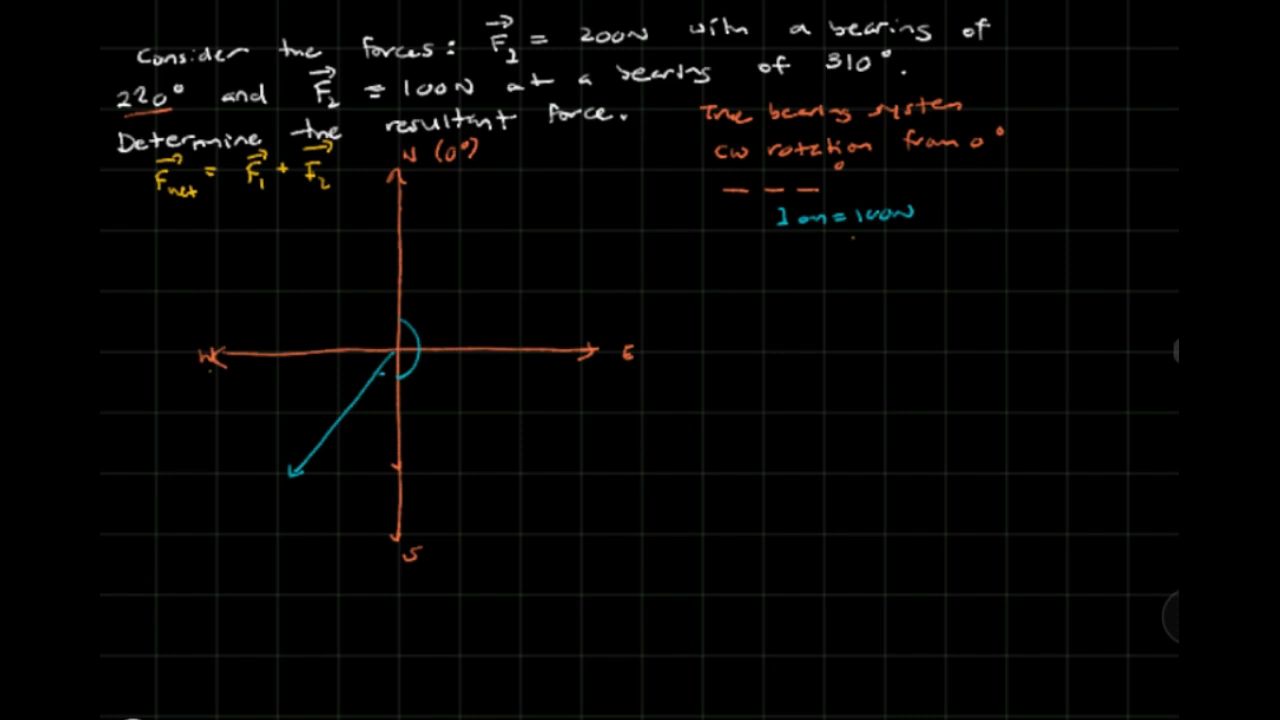 Consider the forces: F₁ = 200N with a bearing of
220° and F₂ = 100N at a bearing of 310°.
Determine the resultant force.
True bearing system
cw rotation from 0°
_ _ _ °
1 cm = 100N
Fnet = F₁ + F₂
N (0°)
W
E
S